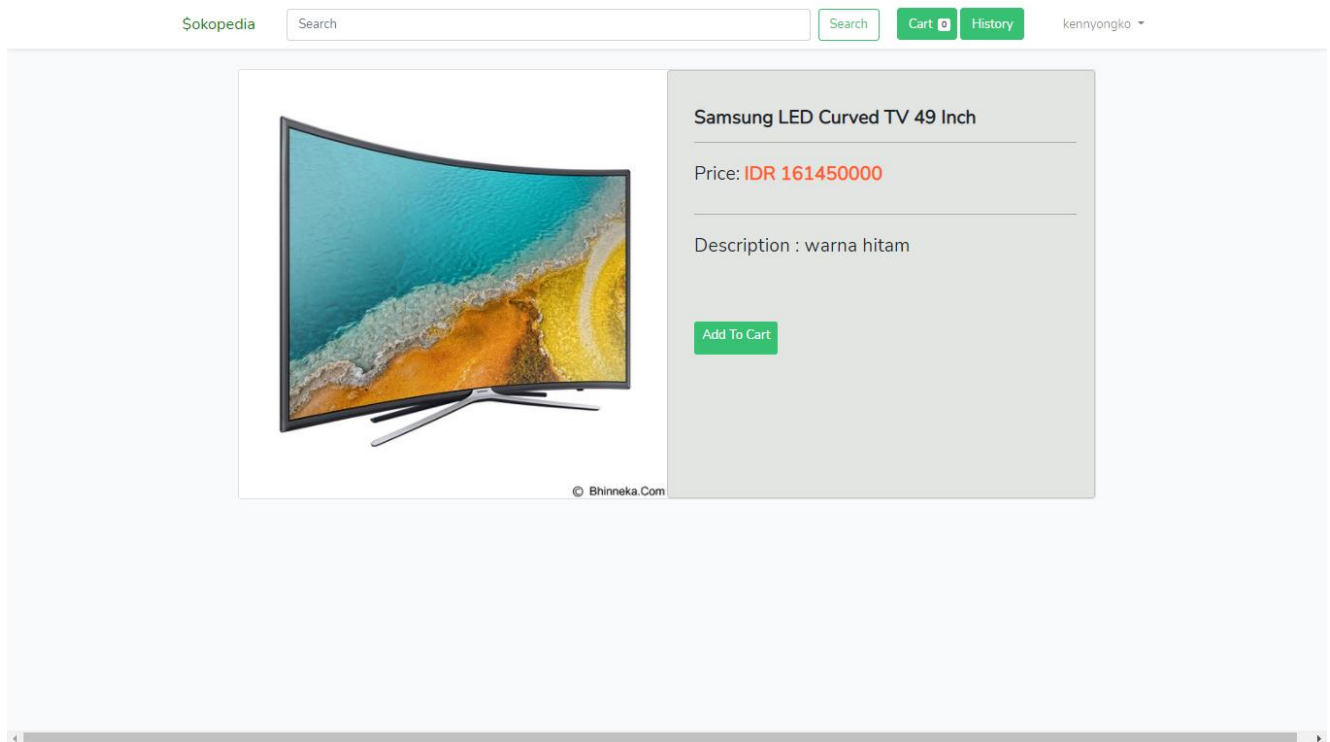 $okopedia Search Search Cart 0 History kennyongko
Samsung LED Curved TV 49 Inch
Price: IDR 161450000
Description : warna hitam
Add To Cart
© Bhinneka.Com